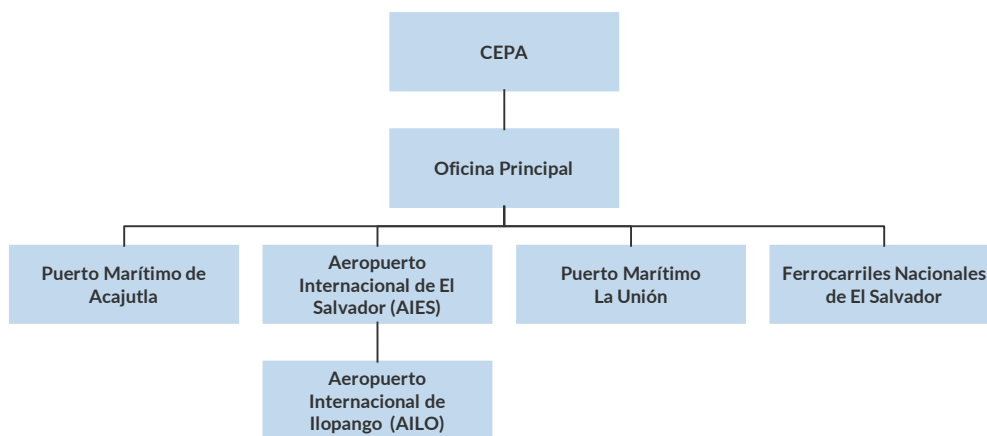 CEPA
Oficina Principal
Puerto Marítimo de
Acajutla
Aeropuerto
Internacional de El
Salvador (AIES)
Puerto Marítimo
La Unión
Ferrocarriles Nacionales
de El Salvador
Aeropuerto
Internacional de
Ilopango (AILO)